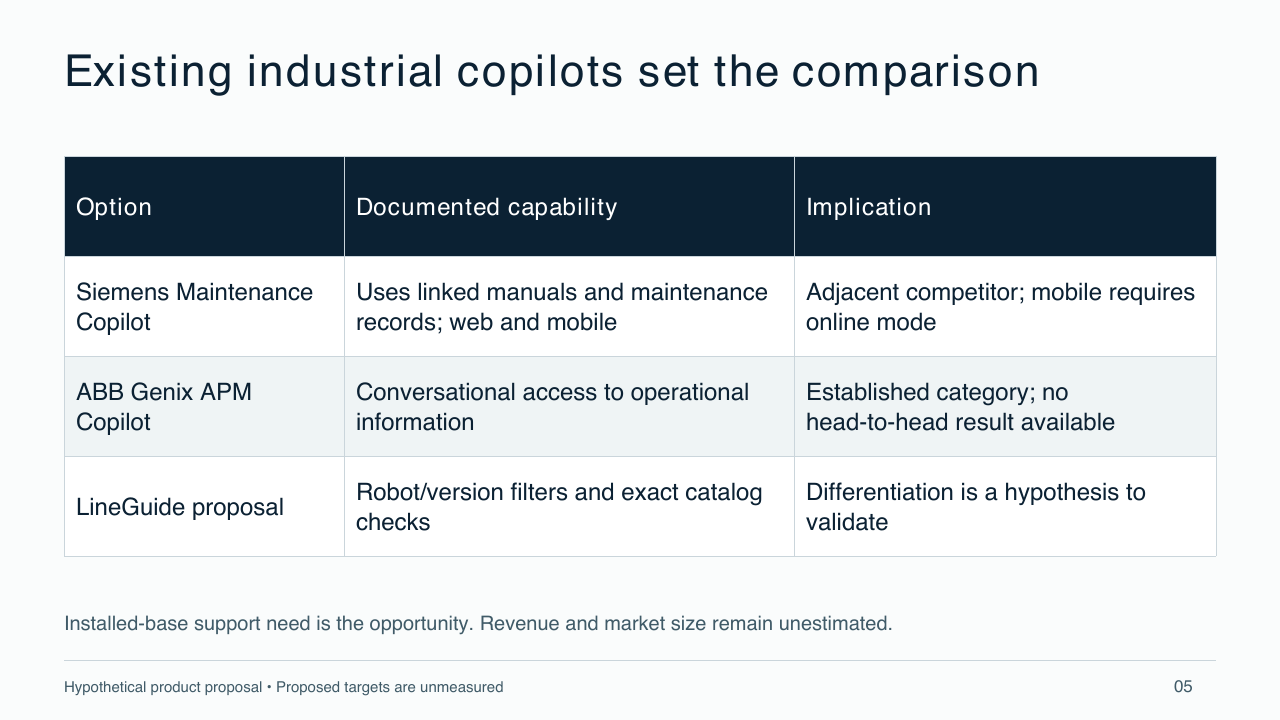 Existing industrial copilots set the comparison
Option
Documented capability
Implication
Siemens Maintenance
Copilot
Uses linked manuals and maintenance
records; web and mobile
Adjacent competitor; mobile requires
online mode
ABB Genix APM
Copilot
Conversational access to operational
information
Established category; no
head-to-head result available
LineGuide proposal
Robot/version filters and exact catalog
checks
Differentiation is a hypothesis to
validate
Installed-base support need is the opportunity. Revenue and market size remain unestimated.
Hypothetical product proposal • Proposed targets are unmeasured
05